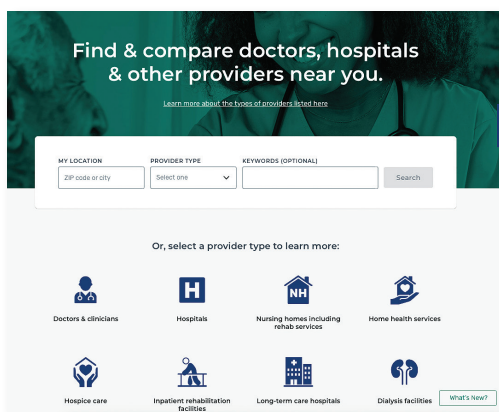 Find & compare doctors, hospitals
& other providers near you.
Learn more about the types of providers listed here
MY LOCATION
PROVIDER TYPE
KEYWORDS (OPTIONAL)
ZIP code or city
Select one
Search
Or, select a provider type to learn more:
H
NH
Doctors & clinicians
Hospitals
Nursing homes including
rehab services
Home health services
Hospice care
Inpatient rehabilitation
facilities
Long-term care hospitals
Dialysis facilities
What's New?